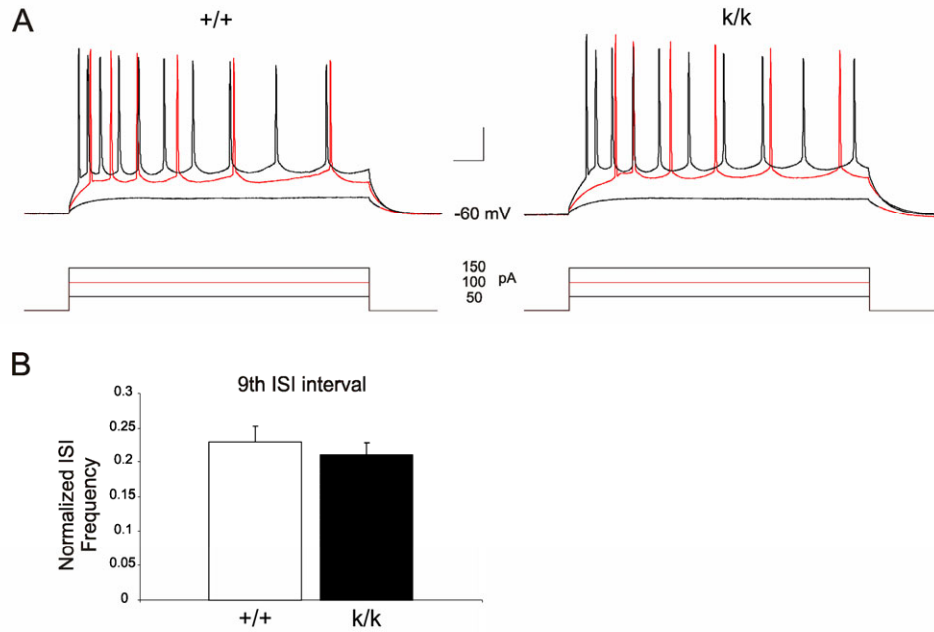 A
+/+
k/k
-60 mV
150
100 pA
50
B
9th ISI interval
Normalized ISI
Frequency
0.3
0.25
0.2
0.15
0.1
0.05
0
+/+
k/k